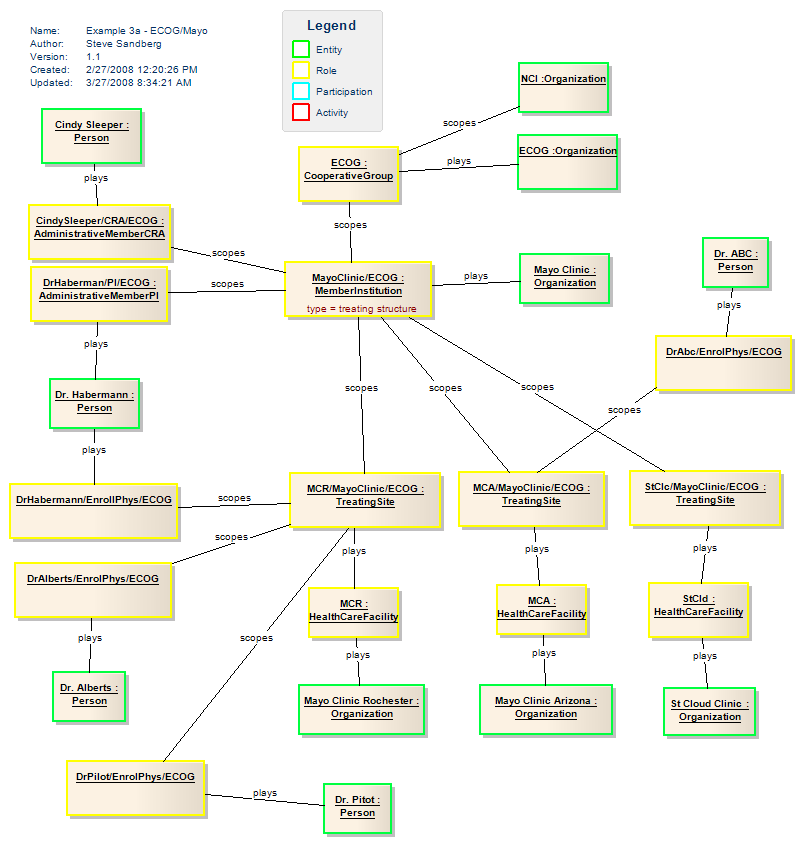 Name: Example 3a - ECOG/Mayo
Author: Steve Sandberg
Version: 1.1
Created: 2/27/2008 12:20:26 PM
Updated: 3/27/2008 8:34:21 AM
Legend
Entity
Role
Participation
Activity
NCI :Organization
scopes
Cindy Sleeper :
Person
ECOG :
CooperativeGroup
plays
ECOG :Organization
plays
CindySleeper/CRA/ECOG :
AdministrativeMemberCRA
scopes
scopes
Dr. ABC :
Person
DrHaberman/PI/ECOG :
AdministrativeMemberPI
scopes
MayoClinic/ECOG :
MemberInstitution
type = treating structure
plays
Mayo Clinic :
Organization
plays
plays
DrAbc/EnrolPhys/ECOG
Dr. Habermann :
Person
scopes
scopes
scopes
scopes
plays
DrHabermann/EnrollPhys/ECOG
scopes
MCR/MayoClinic/ECOG :
TreatingSite
MCA/MayoClinic/ECOG :
TreatingSite
StClc/MayoClinic/ECOG :
TreatingSite
scopes
plays
plays
plays
DrAlberts/EnrolPhys/ECOG
MCR :
HealthCareFacility
MCA :
HealthCareFacility
StCld :
HealthCareFacility
plays
scopes
plays
plays
plays
Dr. Alberts :
Person
Mayo Clinic Rochester :
Organization
Mayo Clinic Arizona :
Organization
St Cloud Clinic :
Organization
DrPilot/EnrolPhys/ECOG
plays
Dr. Pitot :
Person